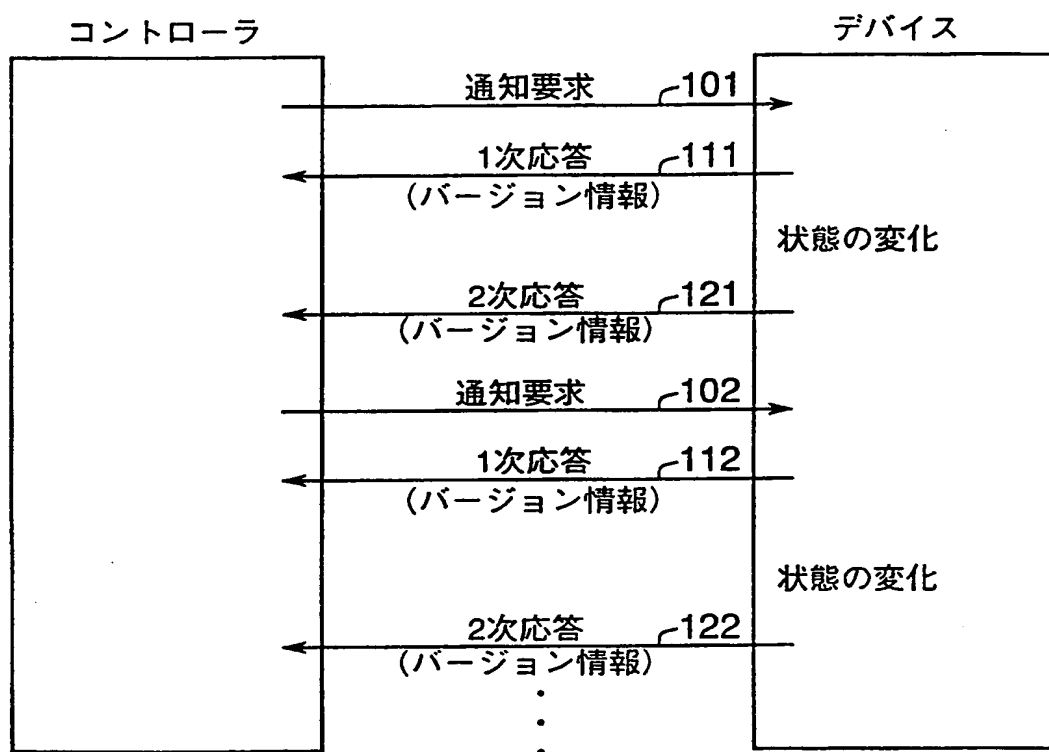 コントローラ
デバイス
通知要求 101
1次応答 111
(バージョン情報)
状態の変化
2次応答 121
(バージョン情報)
通知要求 102
1次応答 112
(バージョン情報)
状態の変化
2次応答 122
(バージョン情報)